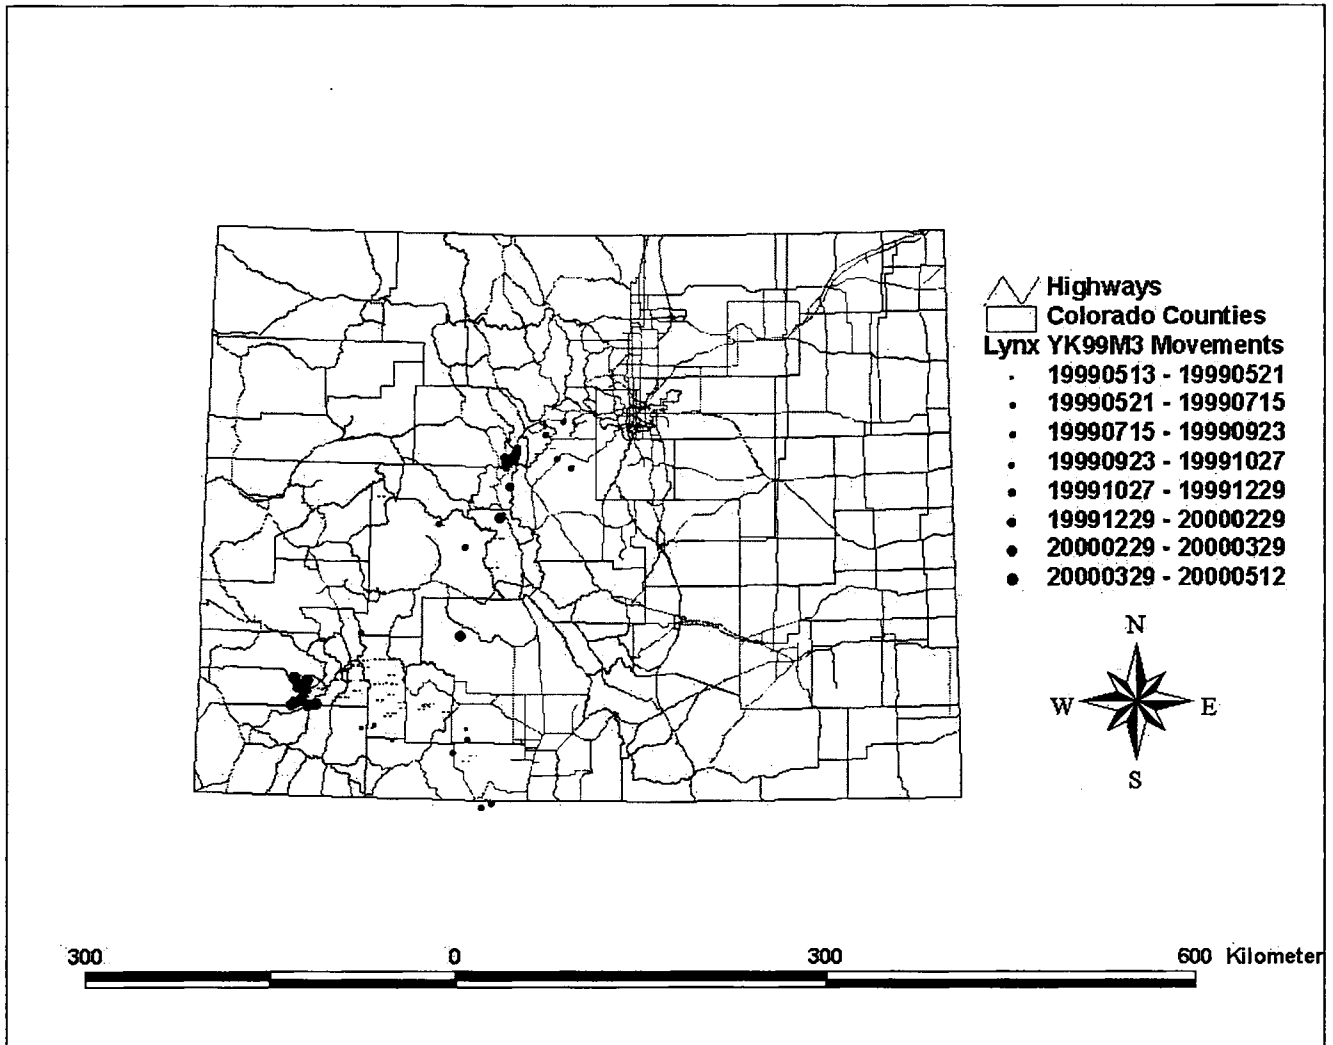 Highways
Colorado Counties
Lynx YK99M3 Movements
19990513 - 19990521
19990521 - 19990715
19990715 - 19990923
19990923 - 19991027
19991027 - 19991229
19991229 - 20000229
20000229 - 20000329
20000329 - 20000512
N
W E
S
300 0 300 600 Kilometer